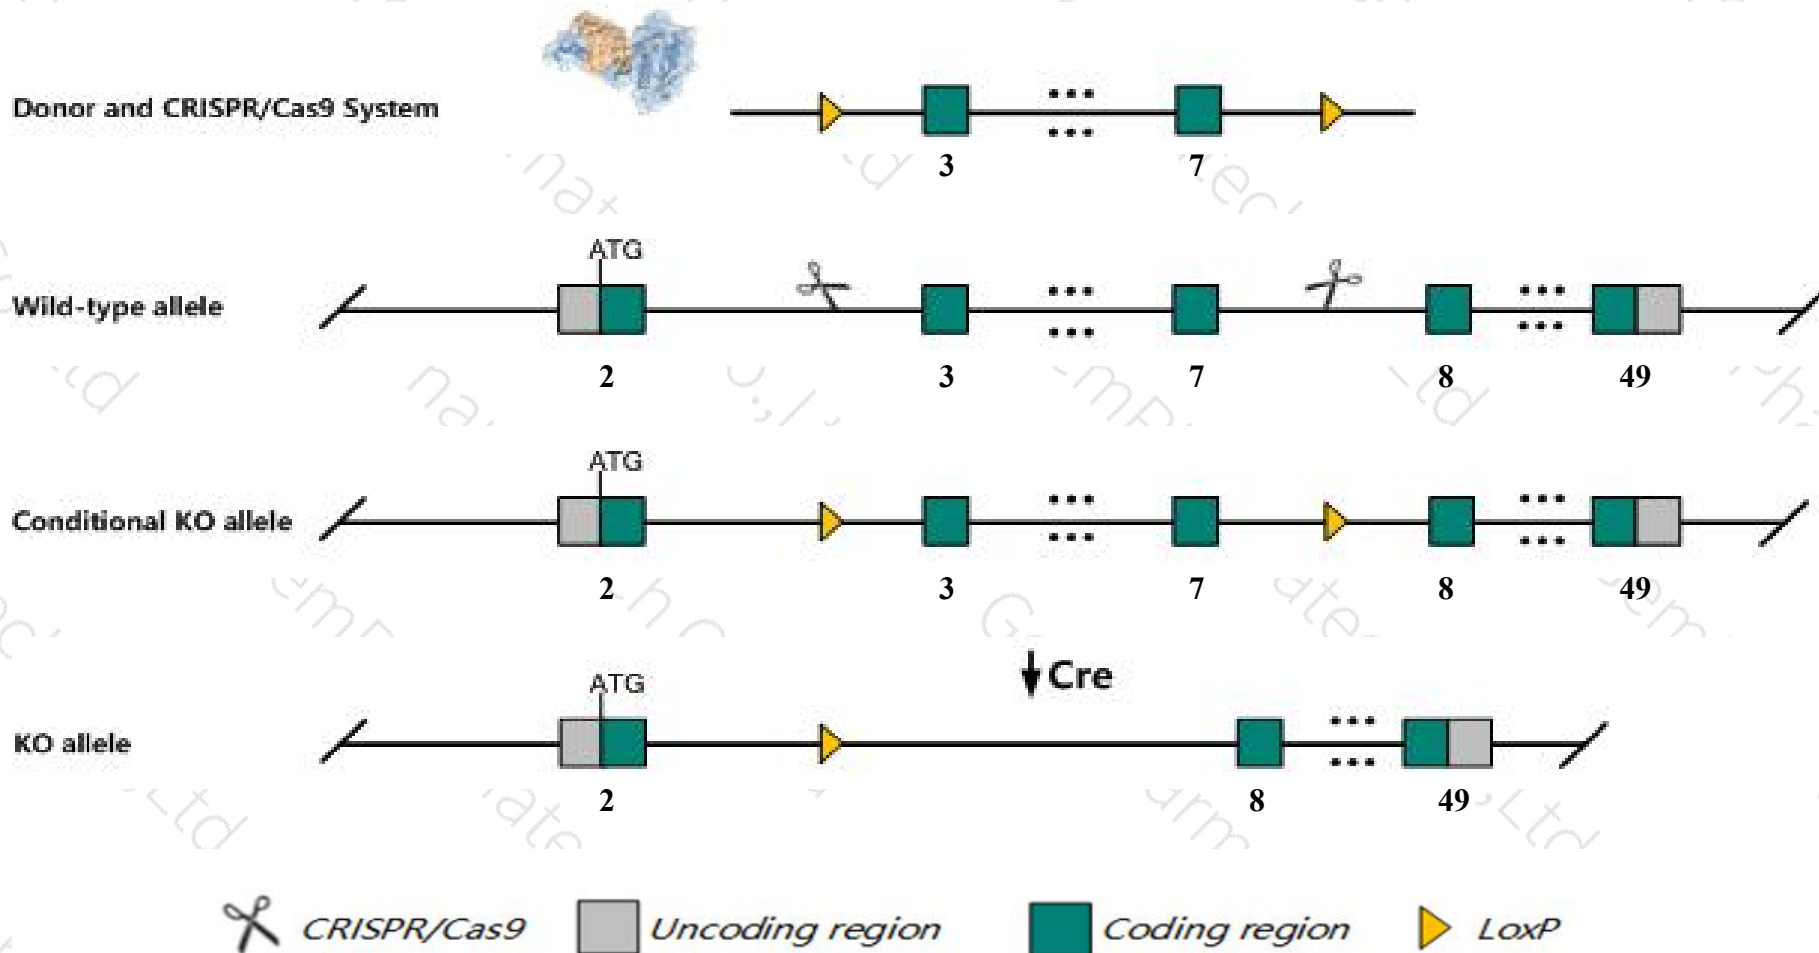 Donor and CRISPR/Cas9 System
3 7
ATG
Wild-type allele
2 3 7 8 49
ATG
Conditional KO allele
2 3 7 8 49
Cre
ATG
KO allele
2 8 49
CRISPR/Cas9 Uncoding region Coding region LoxP